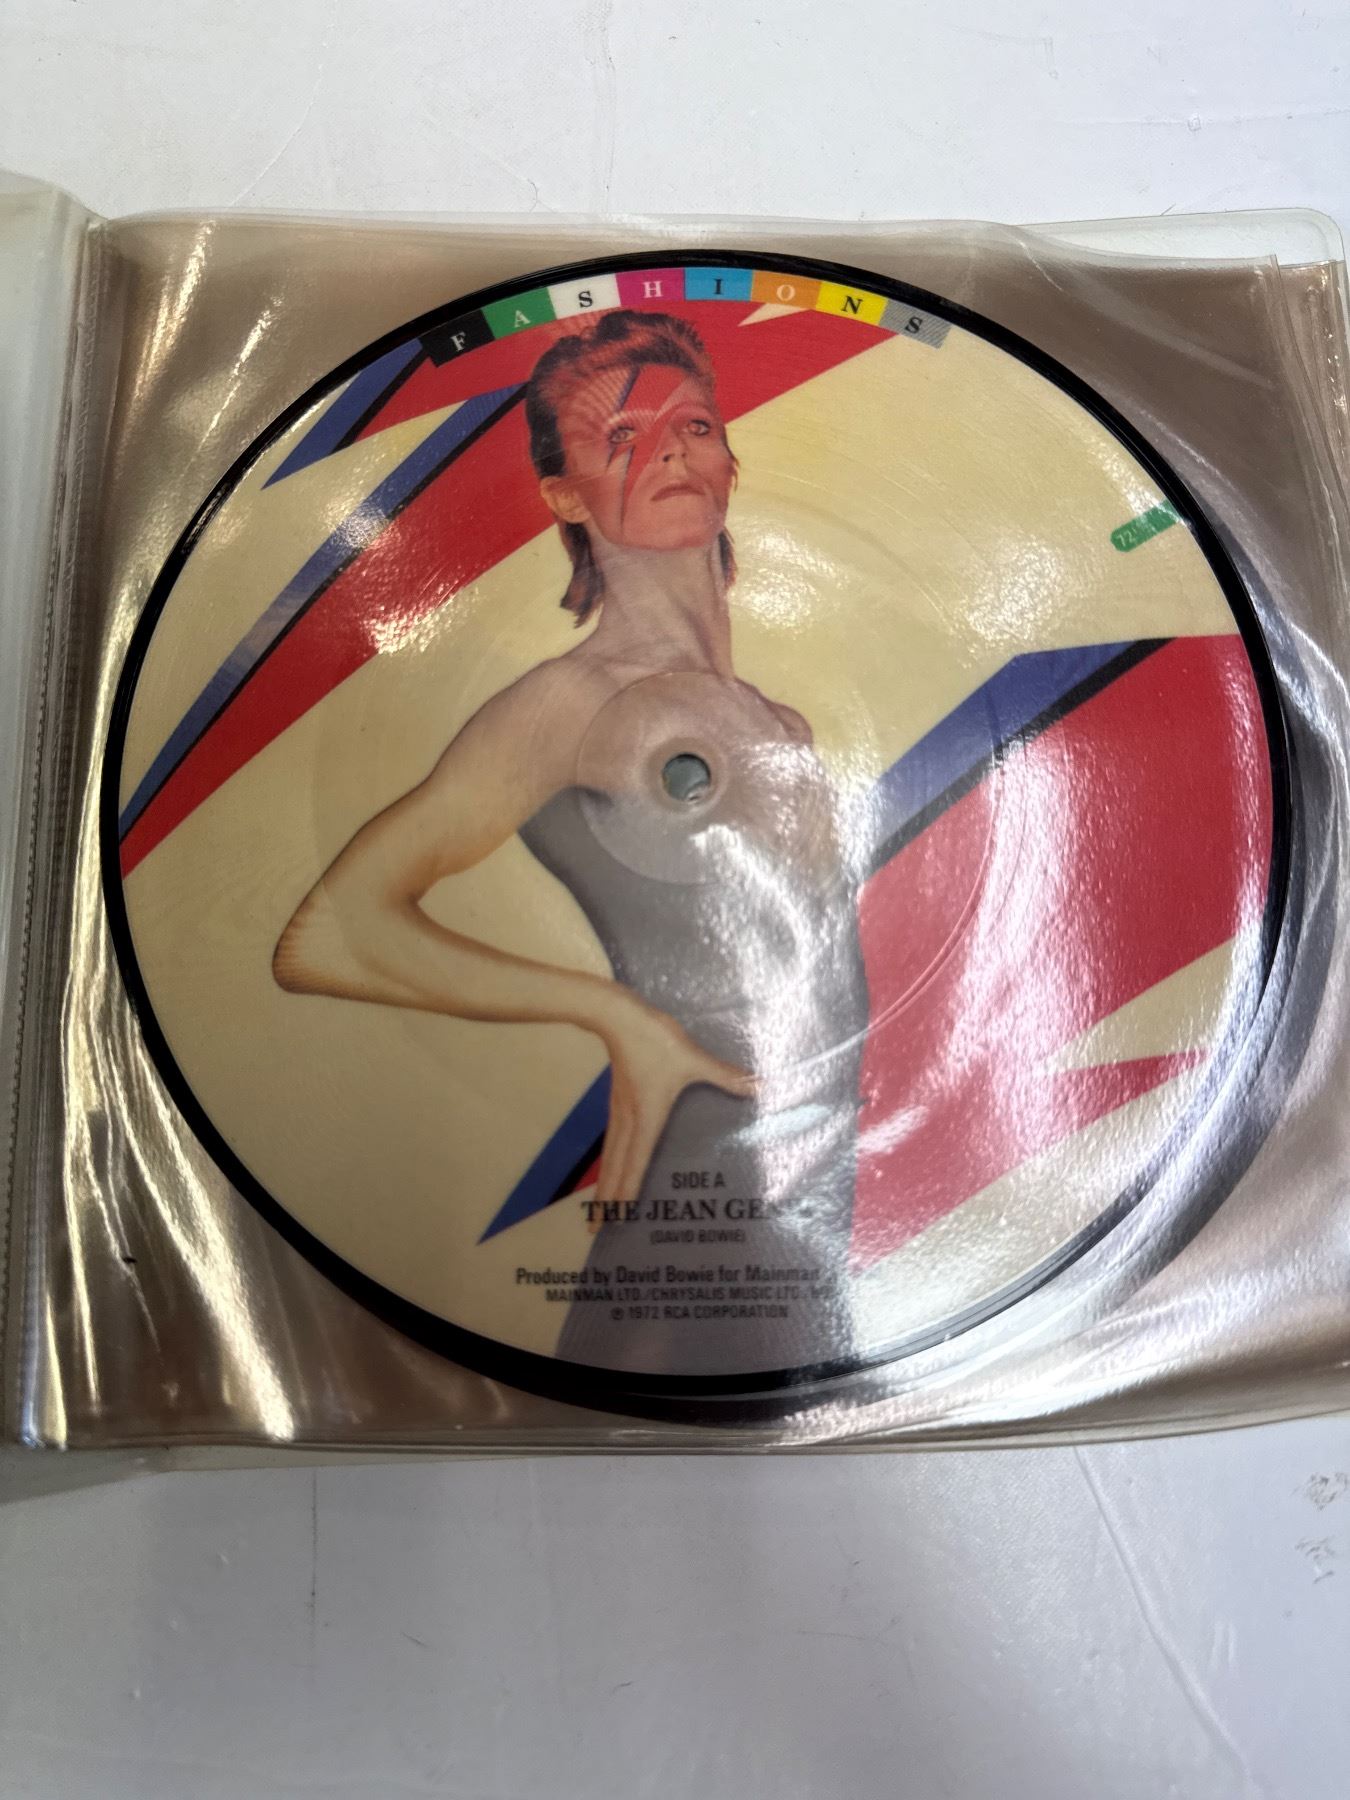 FASHIONS
72
SIDE A
THE JEAN
(DAVID BOWIE)
Produced by David Bowie for Mainman
MAINMAN LTD./CHRYSALIS MUSIC LTD.
℗ 1972 RCA CORPORATION